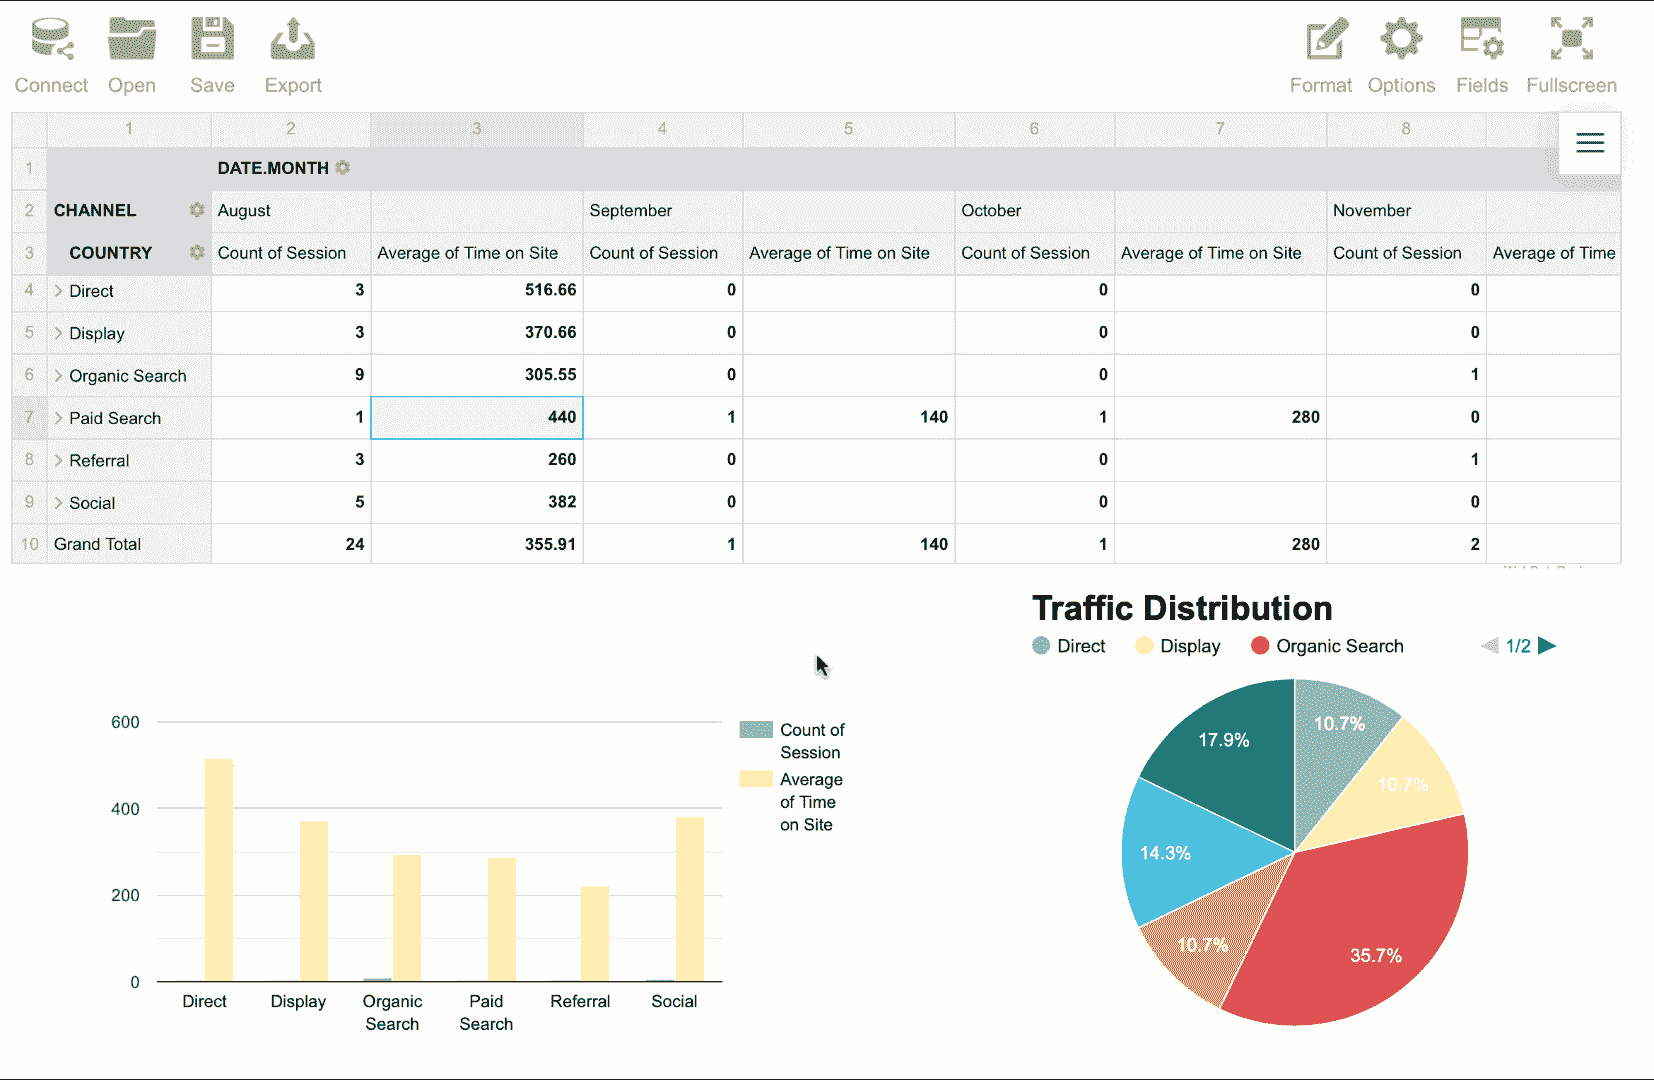 Connect Open Save Export Format Options Fields Fullscreen
1 2 3 4 5 6 7 8
1 DATE.MONTH
2 CHANNEL August September October November
3 COUNTRY Count of Session Average of Time on Site Count of Session Average of Time on Site Count of Session Average of Time on Site Count of Session Average of Time
4 Direct 3 516.66 0 0 0
5 Display 3 370.66 0 0 0
6 Organic Search 9 305.55 0 0 1
7 Paid Search 1 440 1 140 1 280 0
8 Referral 3 260 0 0 1
9 Social 5 382 0 0 0
10 Grand Total 24 355.91 1 140 1 280 2
Traffic Distribution
Direct Display Organic Search 1/2
600
400
200
0
Direct Display Organic Search Paid Search Referral Social
Count of
Session
Average
of Time
on Site
10.7%
10.7%
35.7%
10.7%
14.3%
17.9%